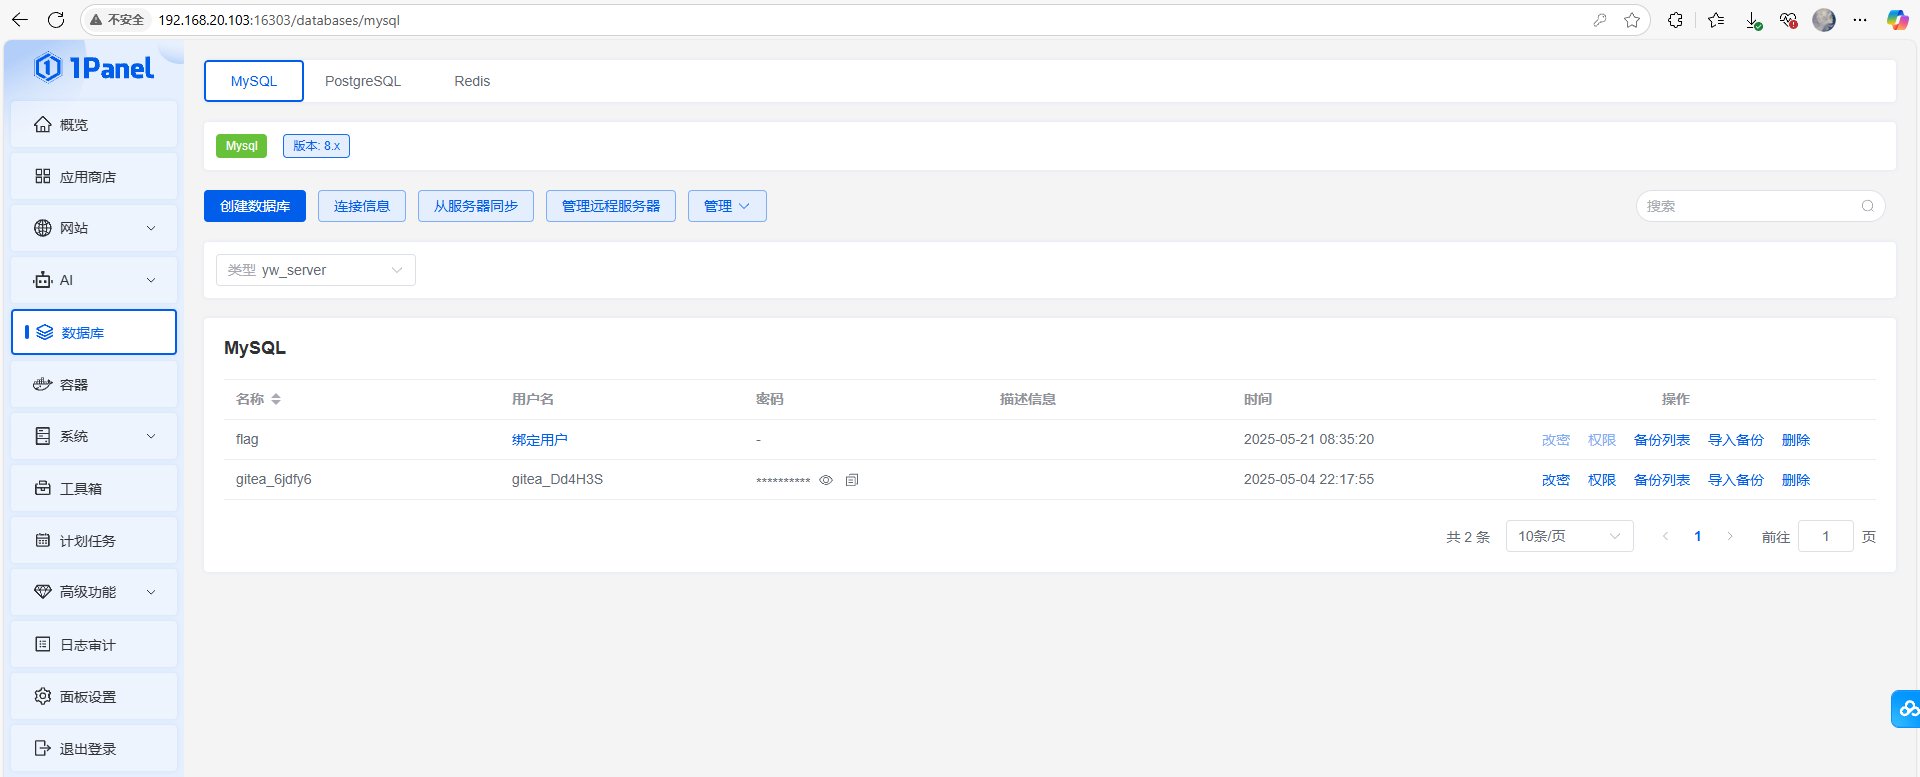 不安全 192.168.20.103:16303/databases/mysql
1Panel
概览
应用商店
网站
AI
数据库
容器
系统
工具箱
计划任务
高级功能
日志审计
面板设置
退出登录
MySQL PostgreSQL Redis
Mysql 版本: 8.x
创建数据库 连接信息 从服务器同步 管理远程服务器 管理 搜索
类型 yw_server
MySQL
名称 用户名 密码 描述信息 时间 操作
flag 绑定用户 - 2025-05-21 08:35:20 改密 权限 备份列表 导入备份 删除
gitea_6jdfy6 gitea_Dd4H3S ********** 2025-05-04 22:17:55 改密 权限 备份列表 导入备份 删除
共 2 条 10条/页 1 前往 1 页